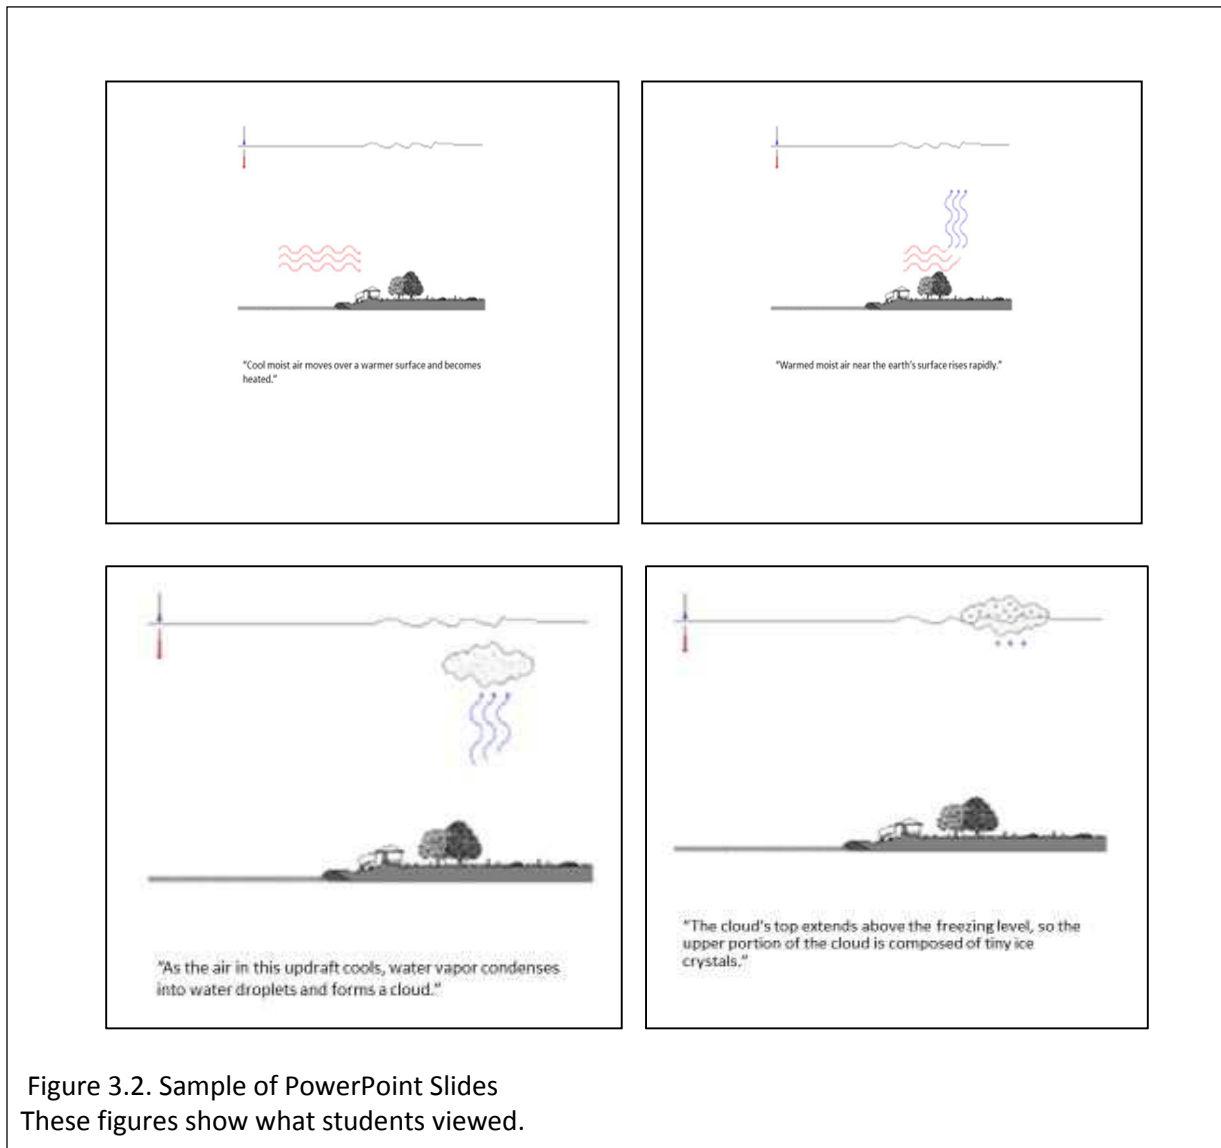 "Cool moist air moves over a warmer surface and becomes
heated."
"Warmed moist air near the earth's surface rises rapidly."
"As the air in this updraft cools, water vapor condenses
into water droplets and forms a cloud."
"The cloud's top extends above the freezing level, so the
upper portion of the cloud is composed of tiny ice
crystals."
Figure 3.2. Sample of PowerPoint Slides
These figures show what students viewed.